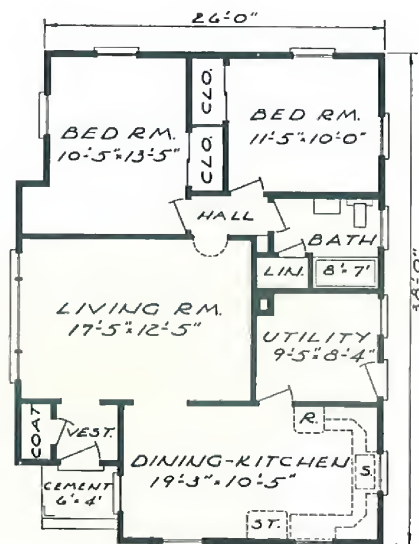 26'-0"
CLO.
BED RM.
10'-5"x13'-5"
CLO.
BED RM.
11'-5"x10'-0"
HALL
BATH
LIN.
8'-7'
38'-0"
LIVING RM.
17'-5"x12'-5"
UTILITY
9'-5"x8'-4"
COAT
VEST.
R.
DINING-KITCHEN
19'-3"x10'-5"
S.
CEMENT
6'x4'
ST.